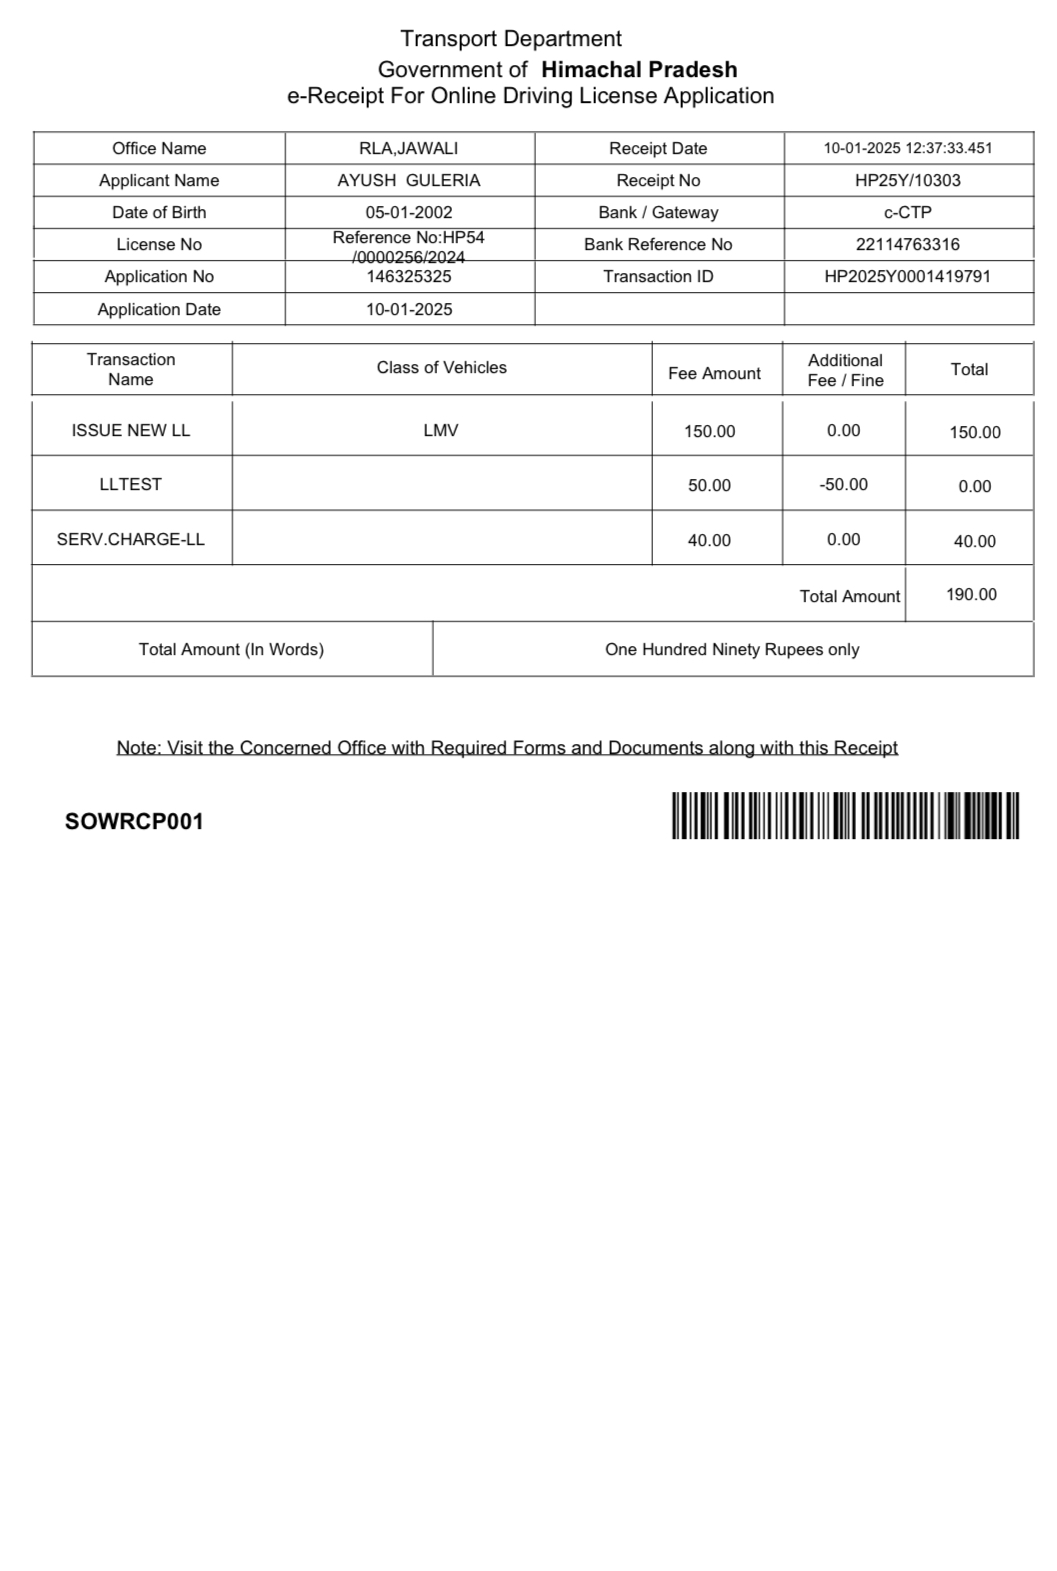 Transport Department
Government of Himachal Pradesh
e-Receipt For Online Driving License Application
Office Name RLA,JAWALI Receipt Date 10-01-2025 12:37:33.451
Applicant Name AYUSH GULERIA Receipt No HP25Y/10303
Date of Birth 05-01-2002 Bank / Gateway c-CTP
License No Reference No:HP54 /0000256/2024 Bank Reference No 22114763316
Application No 146325325 Transaction ID HP2025Y0001419791
Application Date 10-01-2025
Transaction Name Class of Vehicles Fee Amount Additional Fee / Fine Total
ISSUE NEW LL LMV 150.00 0.00 150.00
LLTEST 50.00 -50.00 0.00
SERV.CHARGE-LL 40.00 0.00 40.00
Total Amount 190.00
Total Amount (In Words) One Hundred Ninety Rupees only
Note: Visit the Concerned Office with Required Forms and Documents along with this Receipt
SOWRCP001